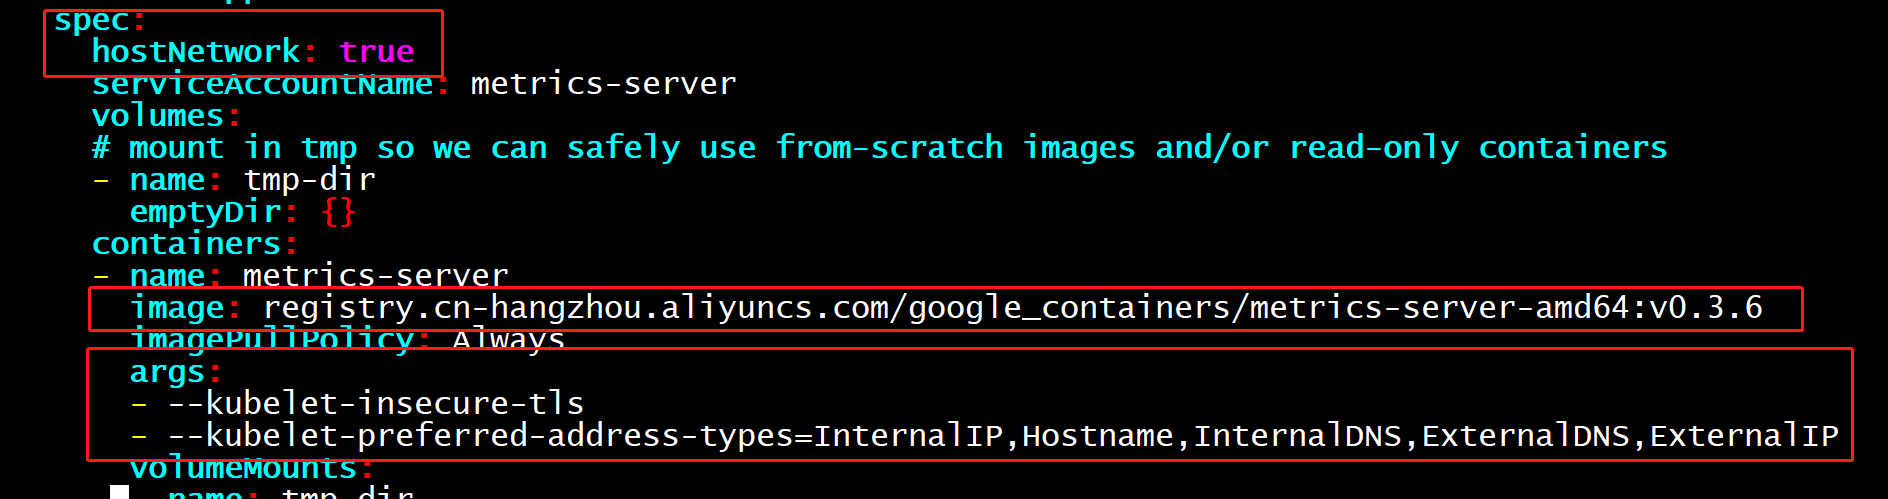 spec:
hostNetwork: true
serviceAccountName: metrics-server
volumes:
# mount in tmp so we can safely use from-scratch images and/or read-only containers
- name: tmp-dir
emptyDir: {}
containers:
- name: metrics-server
image: registry.cn-hangzhou.aliyuncs.com/google_containers/metrics-server-amd64:v0.3.6
imagePullPolicy: Always
args:
- --kubelet-insecure-tls
- --kubelet-preferred-address-types=InternalIP,Hostname,InternalDNS,ExternalDNS,ExternalIP
volumeMounts:
name: tmp-dir